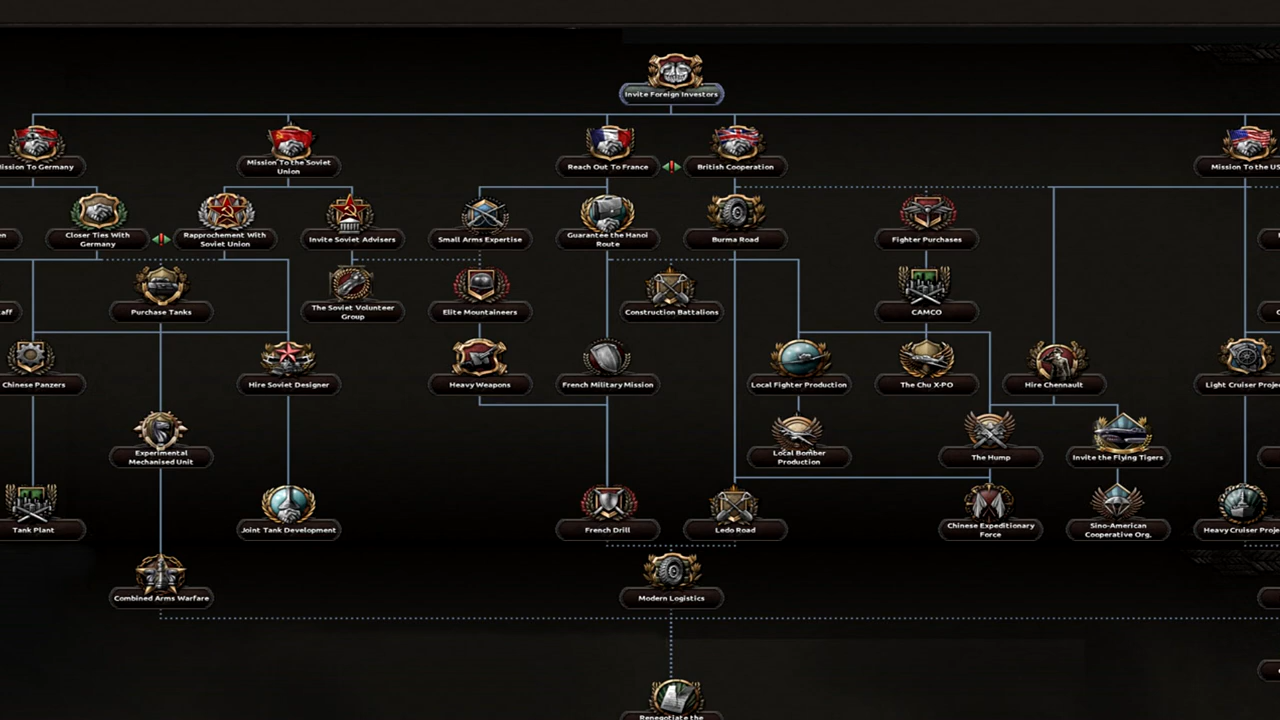 Invite Foreign Investors
ission To Germany
Mission To the Soviet
Union
Reach Out To France
British Cooperation
Mission To the US
en
Closer Ties With
Germany
Rapprochement With
Soviet Union
Invite Soviet Advisers
Small Arms Expertise
Guarantee the Hanoi
Route
Burma Road
Fighter Purchases
aff
Purchase Tanks
The Soviet Volunteer
Group
Elite Mountaineers
Construction Battalions
CAMCO
Chinese Panzers
Hire Soviet Designer
Heavy Weapons
French Military Mission
Local Fighter Production
The Chu X-PO
Hire Chennault
Light Cruiser Proje
Experimental
Mechanised Unit
Local Bomber
Production
The Hump
Invite the Flying Tigers
Tank Plant
Joint Tank Development
French Drill
Ledo Road
Chinese Expeditionary
Force
Sino-American
Cooperative Org.
Heavy Cruiser Proje
Combined Arms Warfare
Modern Logistics
Renegotiate the